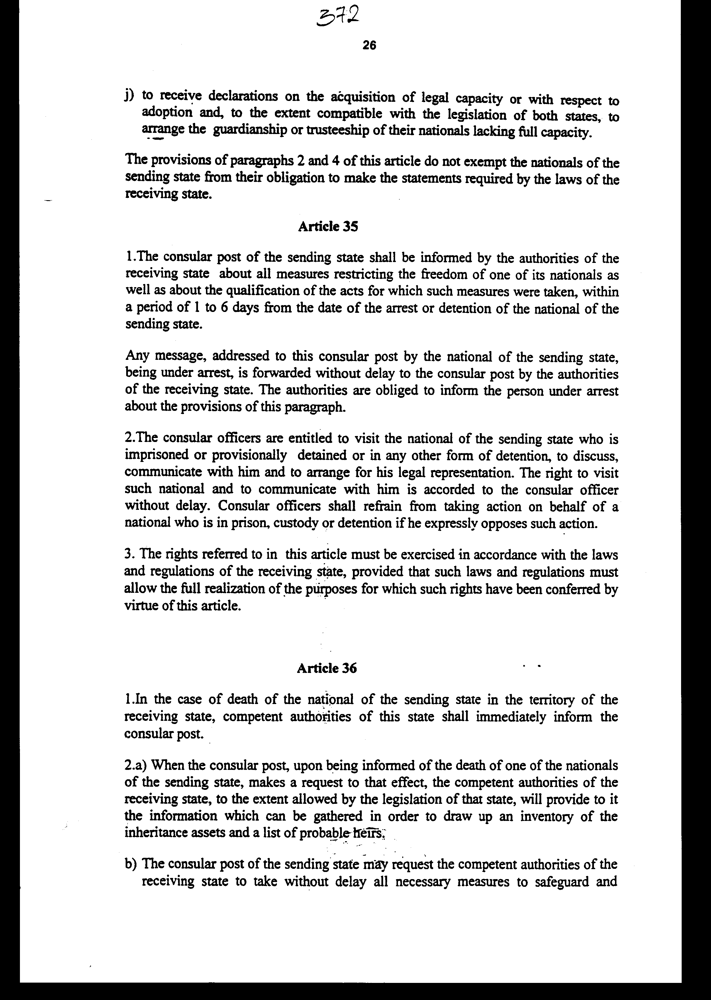 372
26
j) to receive declarations on the acquisition of legal capacity or with respect to
adoption and, to the extent compatible with the legislation of both states, to
arrange the guardianship or trusteeship of their nationals lacking full capacity.
The provisions of paragraphs 2 and 4 of this article do not exempt the nationals of the
sending state from their obligation to make the statements required by the laws of the
receiving state.
Article 35
1.The consular post of the sending state shall be informed by the authorities of the
receiving state about all measures restricting the freedom of one of its nationals as
well as about the qualification of the acts for which such measures were taken, within
a period of 1 to 6 days from the date of the arrest or detention of the national of the
sending state.
Any message, addressed to this consular post by the national of the sending state,
being under arrest, is forwarded without delay to the consular post by the authorities
of the receiving state. The authorities are obliged to inform the person under arrest
about the provisions of this paragraph.
2.The consular officers are entitled to visit the national of the sending state who is
imprisoned or provisionally detained or in any other form of detention, to discuss,
communicate with him and to arrange for his legal representation. The right to visit
such national and to communicate with him is accorded to the consular officer
without delay. Consular officers shall refrain from taking action on behalf of a
national who is in prison, custody or detention if he expressly opposes such action.
3. The rights referred to in this article must be exercised in accordance with the laws
and regulations of the receiving state, provided that such laws and regulations must
allow the full realization of the purposes for which such rights have been conferred by
virtue of this article.
Article 36
1.In the case of death of the national of the sending state in the territory of the
receiving state, competent authorities of this state shall immediately inform the
consular post.
2.a) When the consular post, upon being informed of the death of one of the nationals
of the sending state, makes a request to that effect, the competent authorities of the
receiving state, to the extent allowed by the legislation of that state, will provide to it
the information which can be gathered in order to draw up an inventory of the
inheritance assets and a list of probable heirs.
b) The consular post of the sending state may request the competent authorities of the
receiving state to take without delay all necessary measures to safeguard and